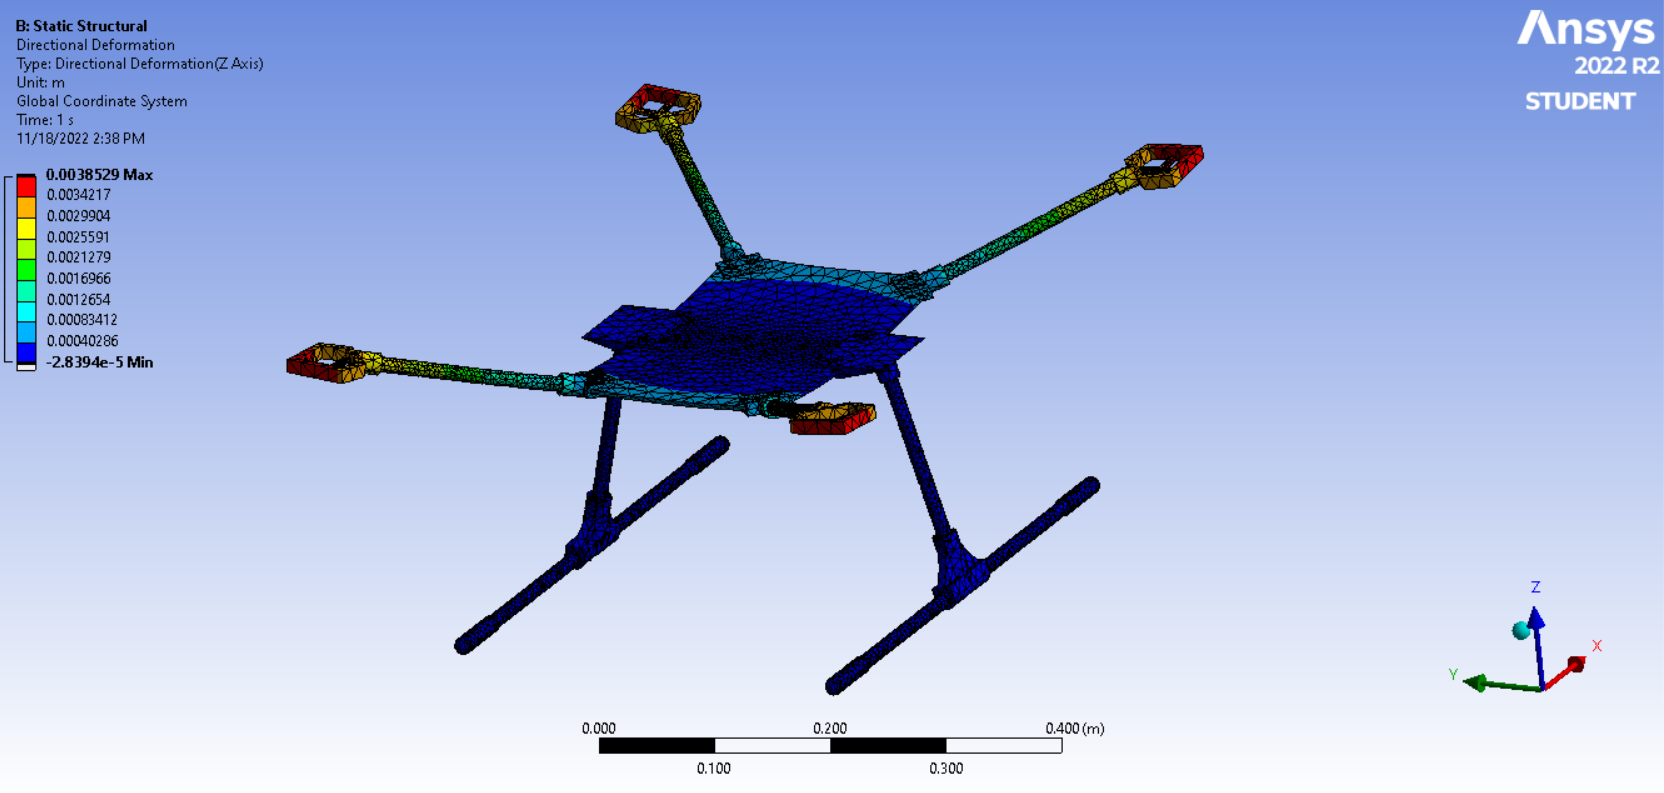 B: Static Structural
Directional Deformation
Type: Directional Deformation(Z Axis)
Unit: m
Global Coordinate System
Time: 1 s
11/18/2022 2:38 PM
0.0038529 Max
0.0034217
0.0029904
0.0025591
0.0021279
0.0016966
0.0012654
0.00083412
0.00040286
-2.8394e-5 Min
Ansys
2022 R2
STUDENT
Z
X
Y
0.000 0.200 0.400 (m)
0.100 0.300